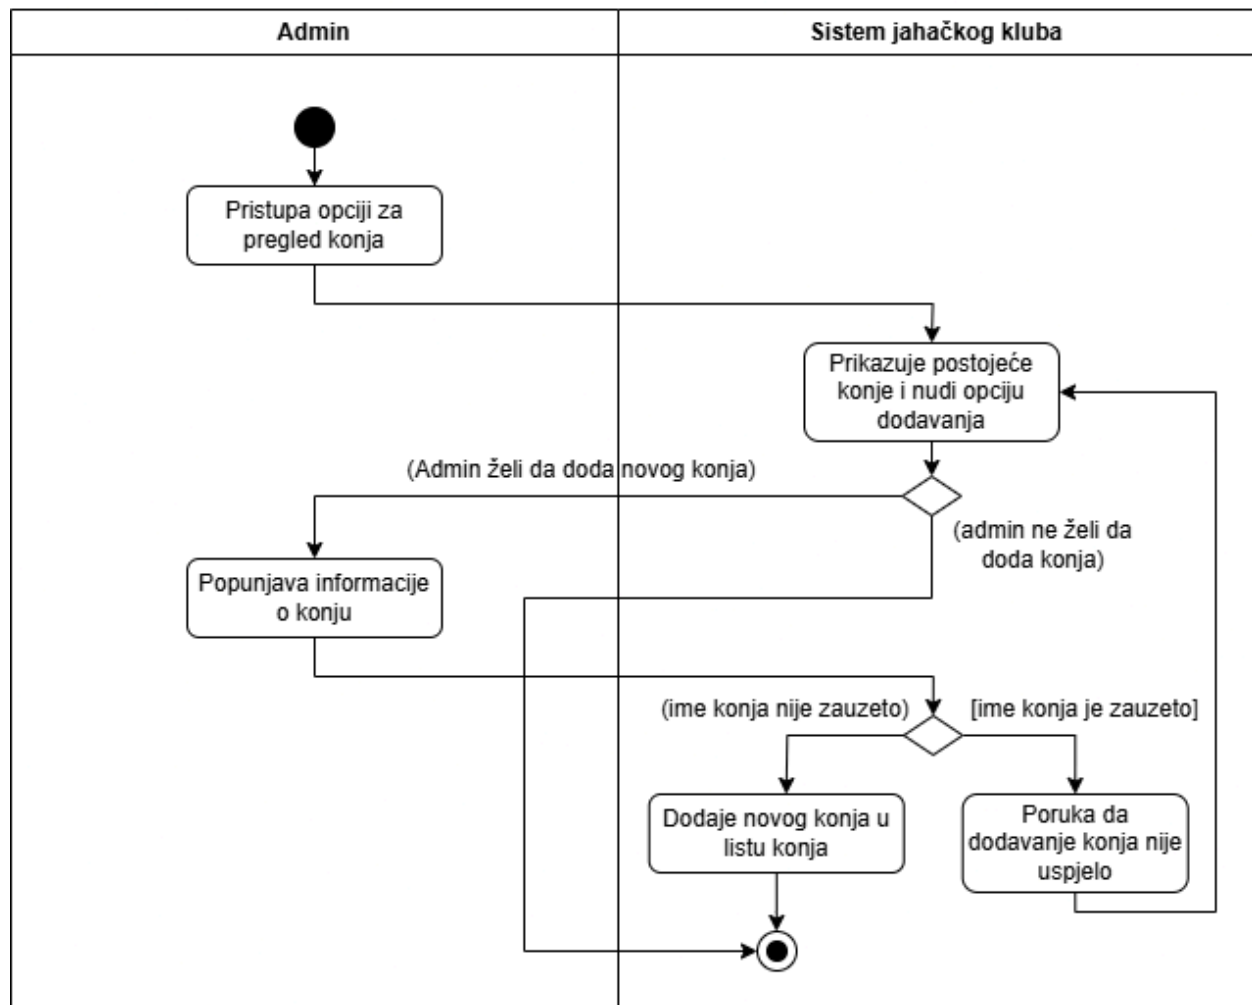 Admin
Sistem jahačkog kluba
Pristupa opciji za
pregled konja
Prikazuje postojeće
konje i nudi opciju
dodavanja
(Admin želi da doda novog konja)
(admin ne želi da
doda konja)
Popunjava informacije
o konju
(ime konja nije zauzeto)
[ime konja je zauzeto]
Dodaje novog konja u
listu konja
Poruka da
dodavanje konja nije
uspjelo